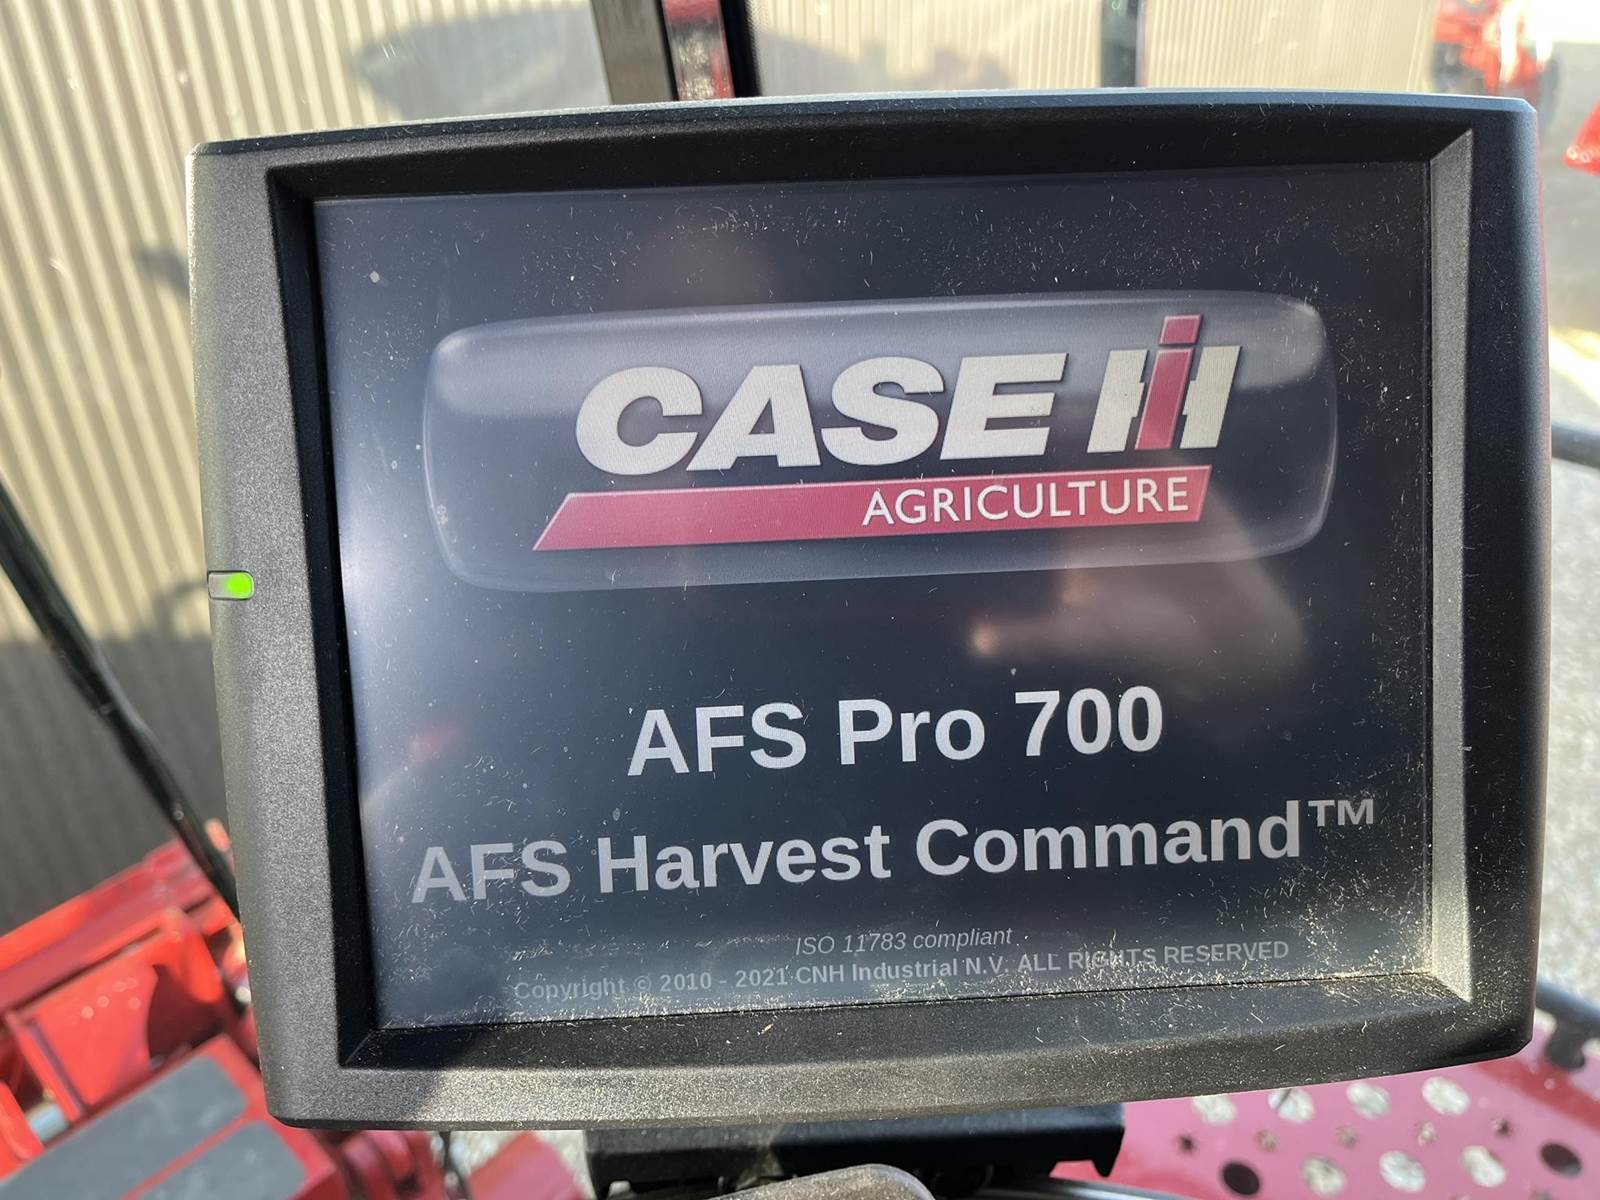 CASE IH
AGRICULTURE
AFS Pro 700
AFS Harvest Command™
ISO 11783 compliant
Copyright © 2010 - 2021 CNH Industrial N.V. ALL RIGHTS RESERVED